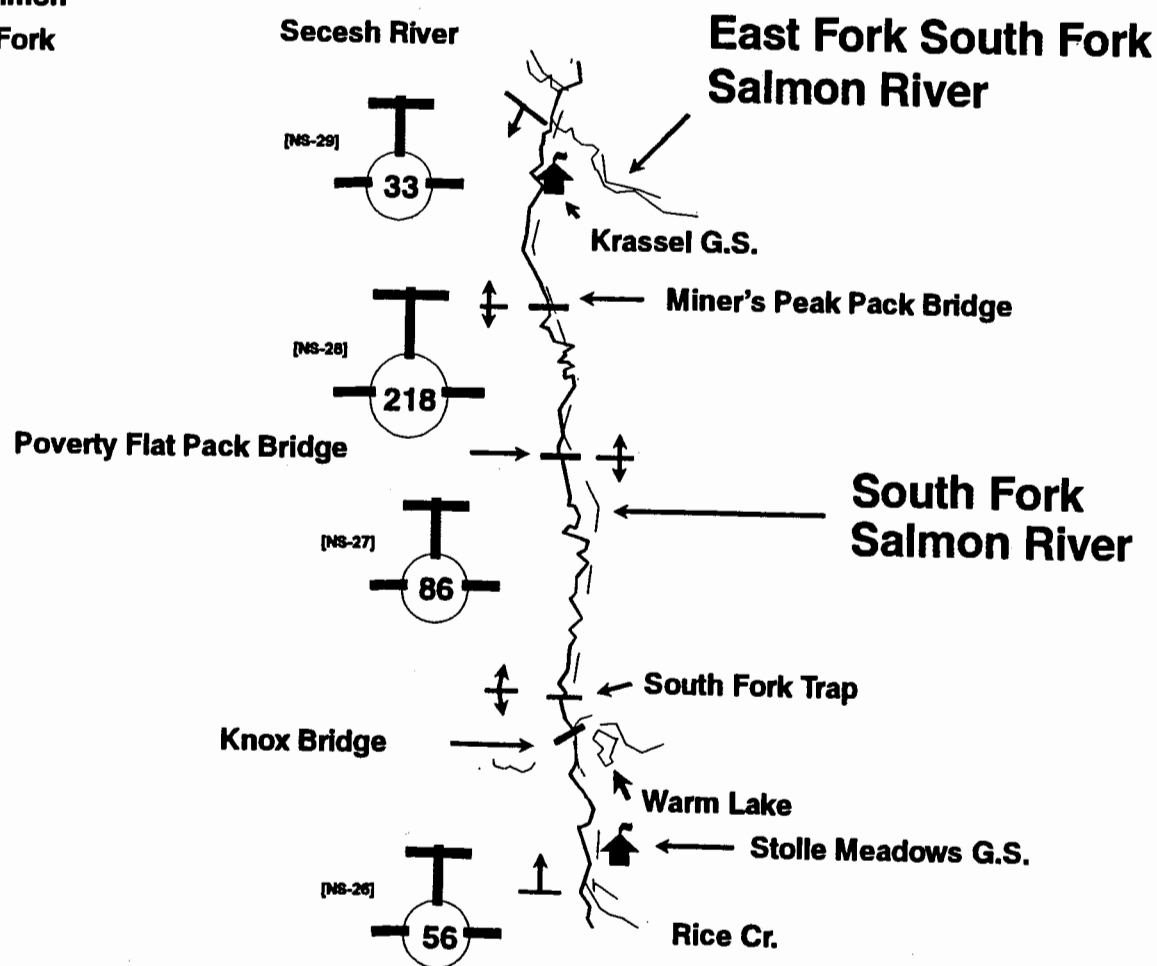 Fork
Secesh River
East Fork South Fork
Salmon River
[NS-29]
33
Krassel G.S.
Miner's Peak Pack Bridge
[NS-28]
218
Poverty Flat Pack Bridge
South Fork
Salmon River
[NS-27]
86
South Fork Trap
Knox Bridge
Warm Lake
Stolle Meadows G.S.
[NS-26]
56
Rice Cr.